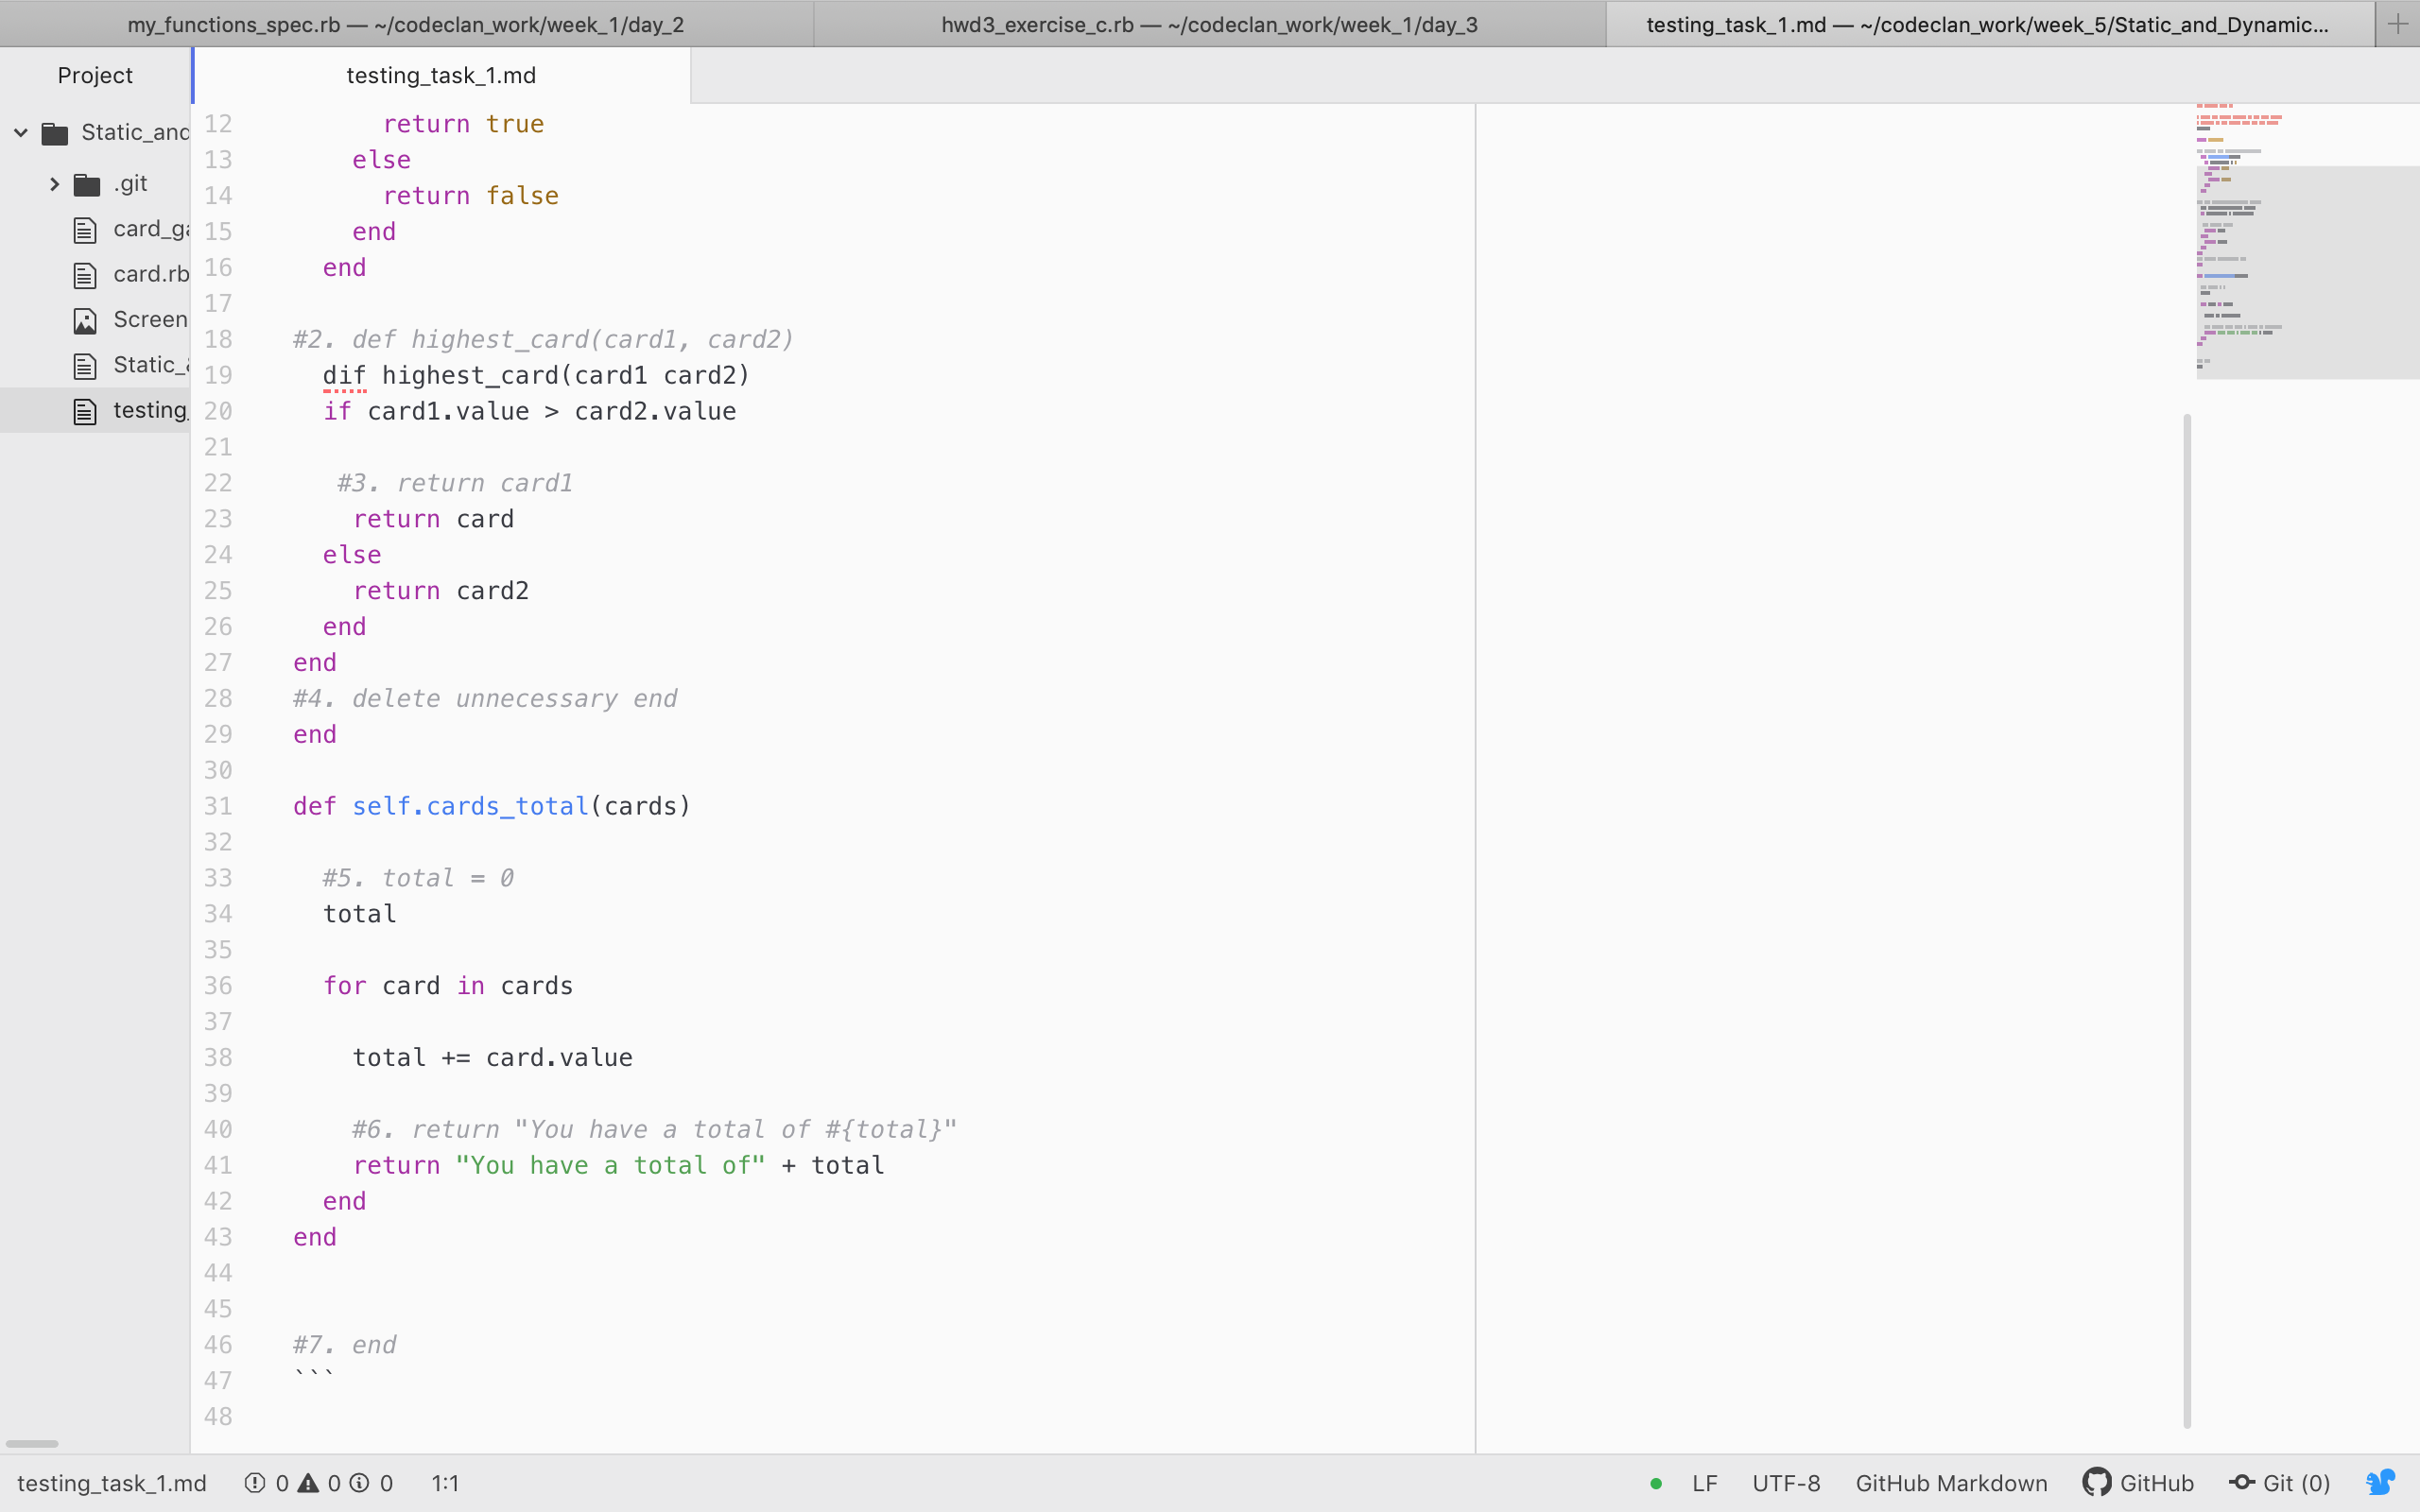 my_functions_spec.rb — ~/codeclan_work/week_1/day_2
hwd3_exercise_c.rb — ~/codeclan_work/week_1/day_3
testing_task_1.md — ~/codeclan_work/week_5/Static_and_Dynamic...
Project
testing_task_1.md
Static_and
.git
card_ga
card.rb
Screen
Static_&
testing_
12 return true
13 else
14 return false
15 end
16 end
17
18 #2. def highest_card(card1, card2)
19 dif highest_card(card1 card2)
20 if card1.value > card2.value
21
22 #3. return card1
23 return card
24 else
25 return card2
26 end
27 end
28 #4. delete unnecessary end
29 end
30
31 def self.cards_total(cards)
32
33 #5. total = 0
34 total
35
36 for card in cards
37
38 total += card.value
39
40 #6. return "You have a total of #{total}"
41 return "You have a total of" + total
42 end
43 end
44
45
46 #7. end
47 ```
48
testing_task_1.md 0 0 0 1:1 LF UTF-8 GitHub Markdown GitHub Git (0)